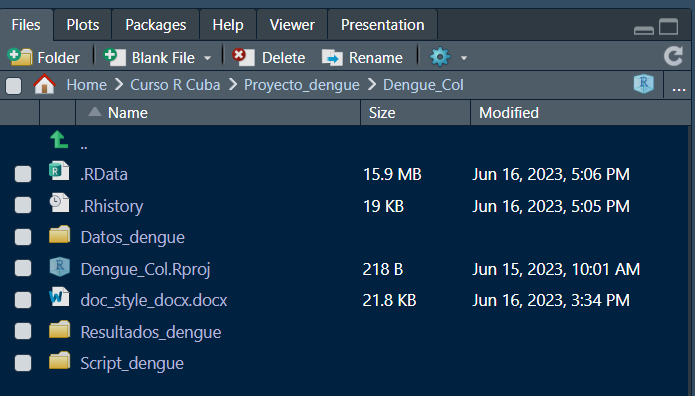 Files Plots Packages Help Viewer Presentation
Folder Blank File Delete Rename
Home Curso R Cuba Proyecto_dengue Dengue_Col R ...
Name Size Modified
..
.RData 15.9 MB Jun 16, 2023, 5:06 PM
.Rhistory 19 KB Jun 16, 2023, 5:05 PM
Datos_dengue
Dengue_Col.Rproj 218 B Jun 15, 2023, 10:01 AM
doc_style_docx.docx 21.8 KB Jun 16, 2023, 3:34 PM
Resultados_dengue
Script_dengue